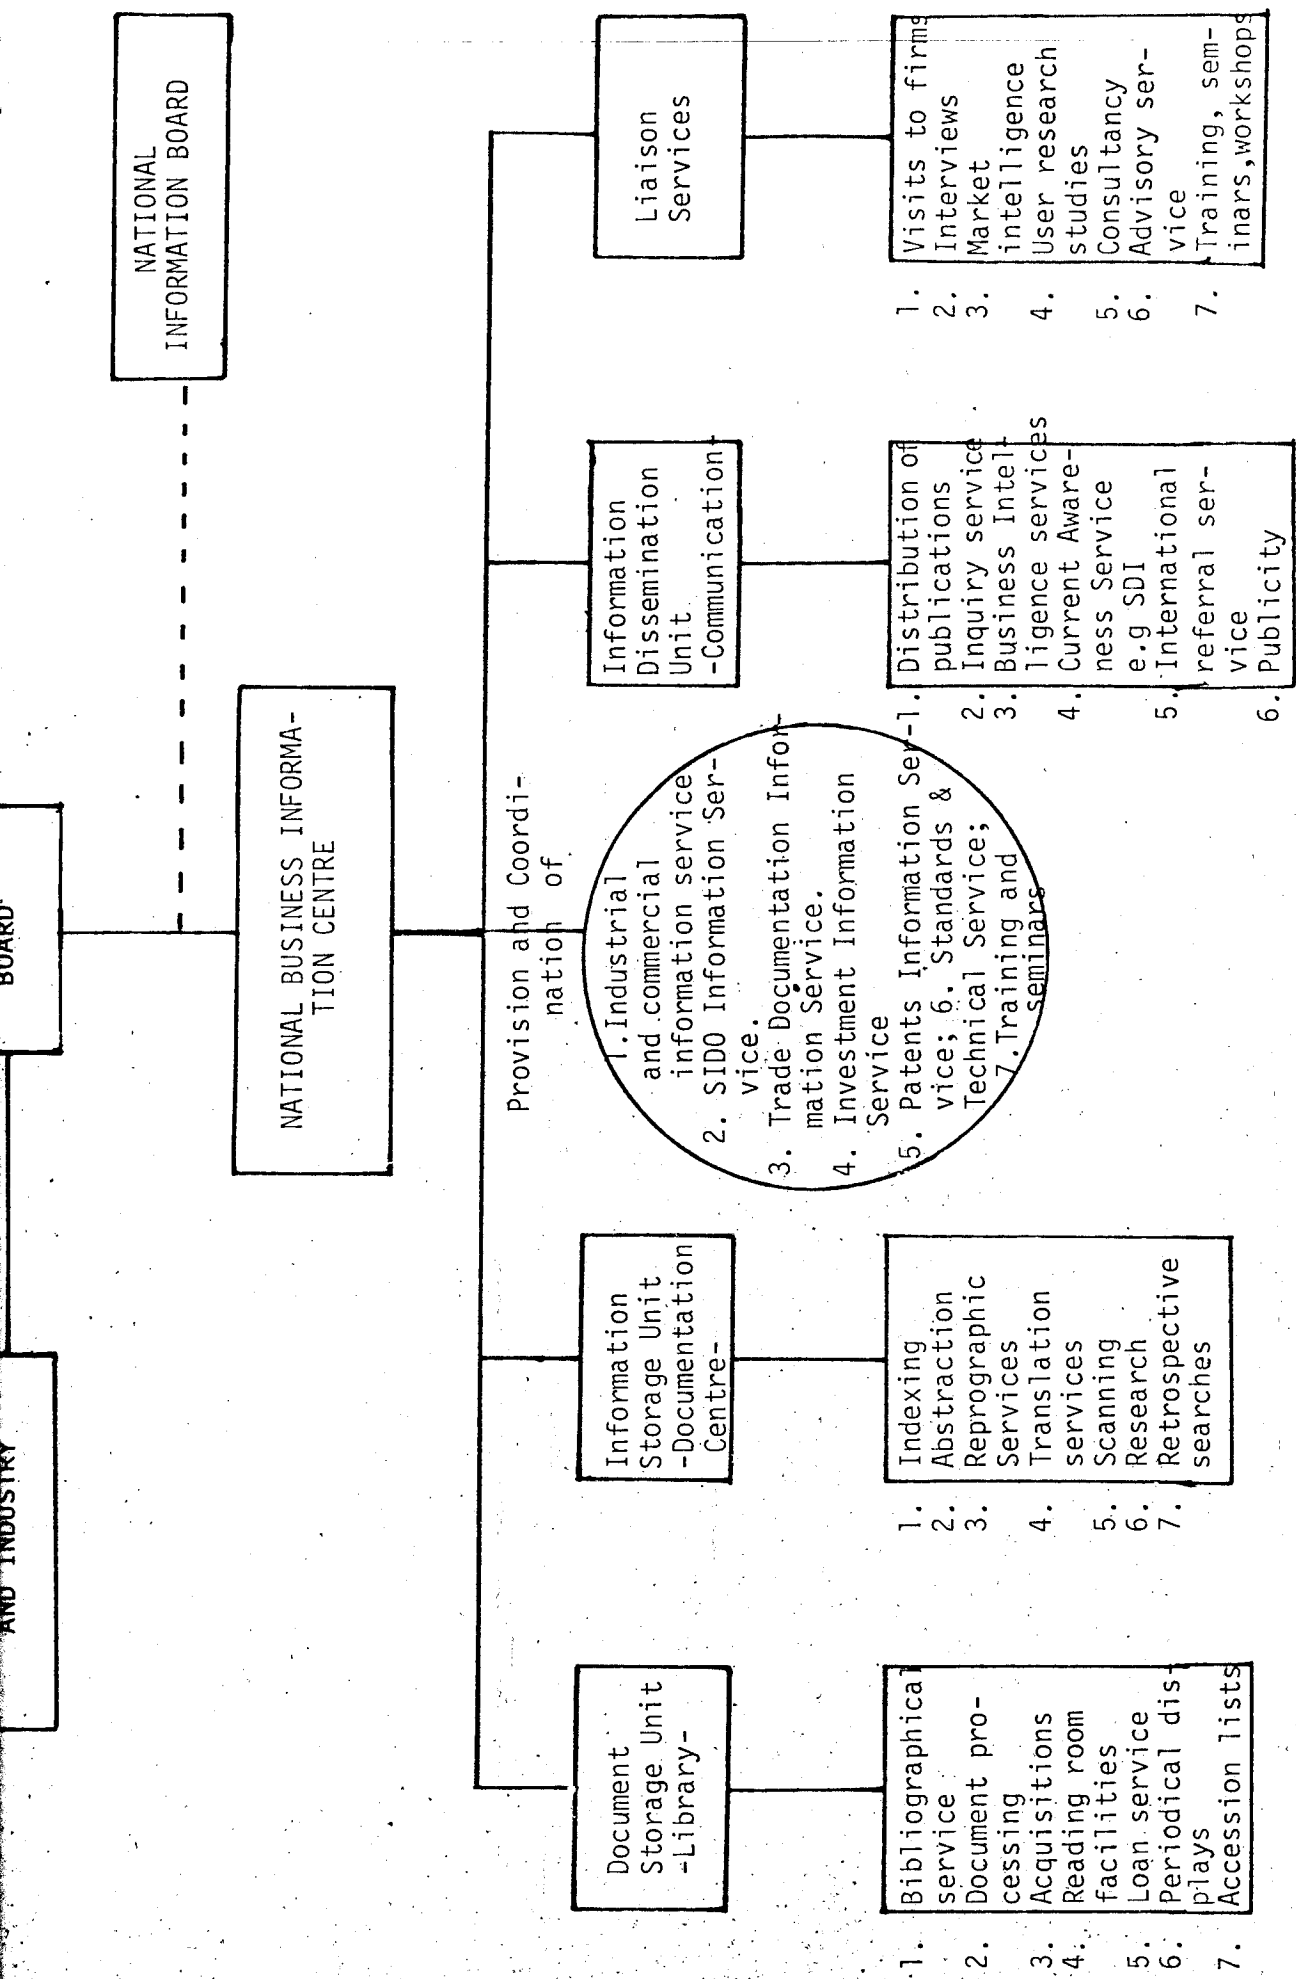 AND INDUSTRY
BOARD
NATIONAL
INFORMATION BOARD
NATIONAL BUSINESS INFORMA-
TION CENTRE
Provision and Coordi-
nation of
Document
Storage Unit
-Library-
Information
Storage Unit
-Documentation
Centre-
1.Industrial
and commercial
information service
2. SIDO Information Ser-
vice.
3. Trade Documentation Infor-
mation Service.
4. Investment Information
Service
5. Patents Information Ser-
vice; 6. Standards &
Technical Service;
7.Training and
seminars
Information
Dissemination
Unit
-Communication-
Liaison
Services
1. Bibliographical
service
2. Document pro-
cessing
3. Acquisitions
4. Reading room
facilities
5. Loan service
6. Periodical dis-
plays
7. Accession lists
1. Indexing
2. Abstraction
3. Reprographic
Services
4. Translation
services
5. Scanning
6. Research
7. Retrospective
searches
1. Distribution of
publications
2. Inquiry service
3. Business Intel-
ligence services
4. Current Aware-
ness Service
e.g SDI
5. International
referral ser-
vice
6. Publicity
1. Visits to firms
2. Interviews
3. Market
intelligence
4. User research
studies
5. Consultancy
6. Advisory ser-
vice
7. Training, sem-
inars,workshops